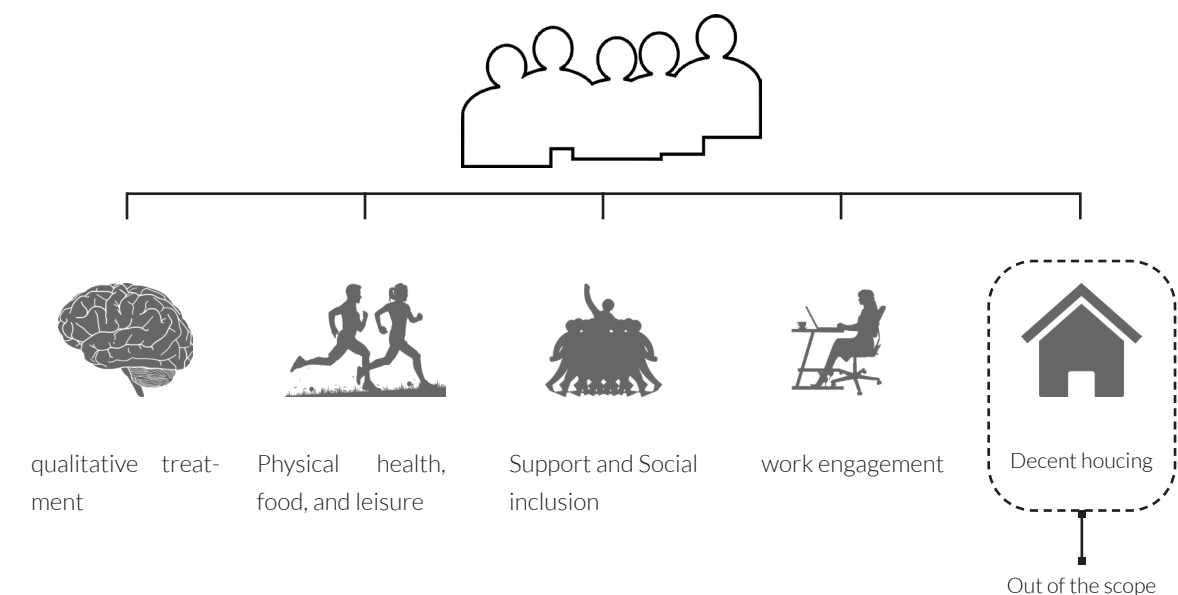 qualitative treat-
ment
Physical health,
food, and leisure
Support and Social
inclusion
work engagement
Decent houcing
Out of the scope